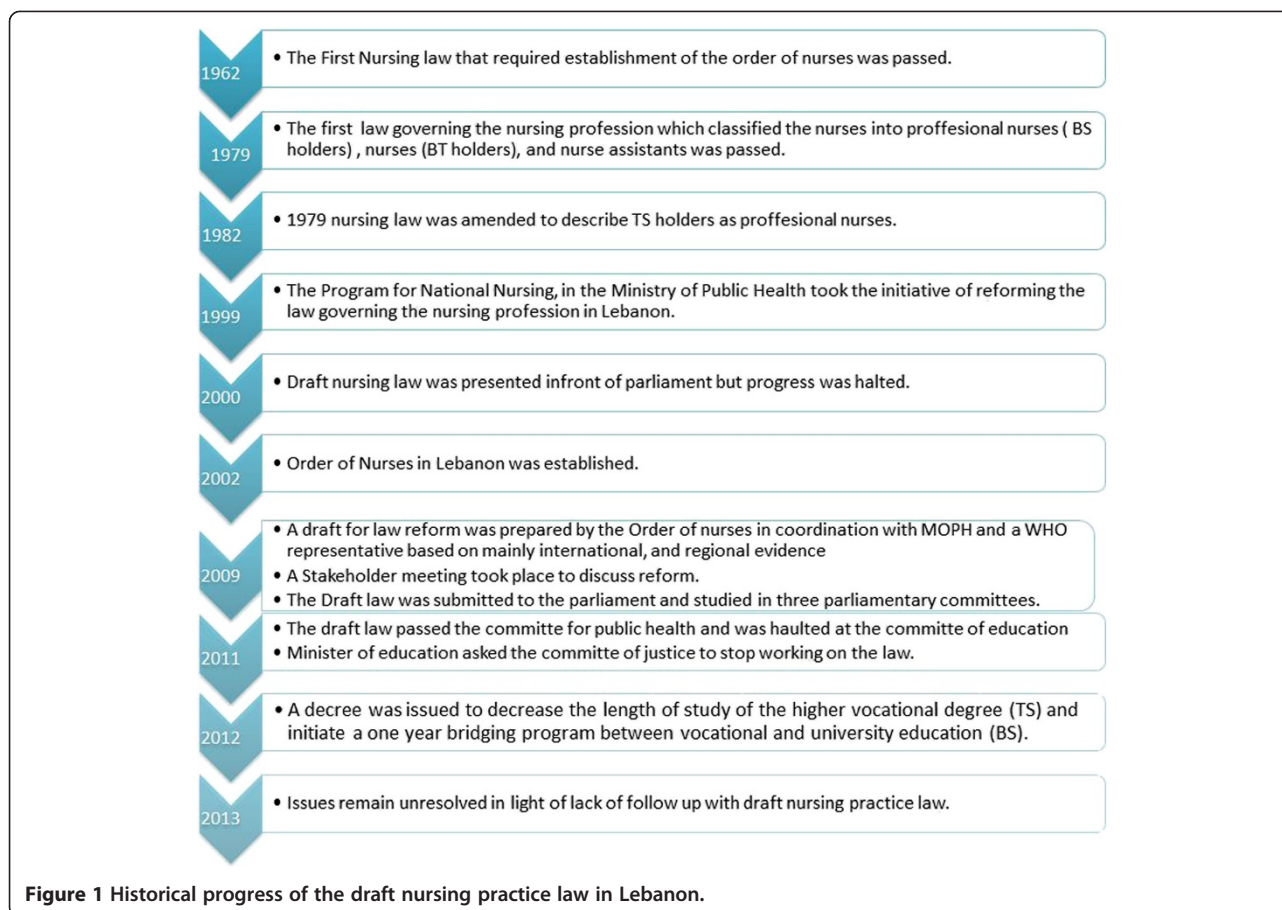 1962
• The First Nursing law that required establishment of the order of nurses was passed.
1979
• The first law governing the nursing profession which classified the nurses into proffesional nurses ( BS
holders) , nurses (BT holders), and nurse assistants was passed.
1982
• 1979 nursing law was amended to describe TS holders as proffesional nurses.
1999
• The Program for National Nursing, in the Ministry of Public Health took the initiative of reforming the
law governing the nursing profession in Lebanon.
2000
• Draft nursing law was presented infront of parliament but progress was halted.
2002
• Order of Nurses in Lebanon was established.
2009
• A draft for law reform was prepared by the Order of nurses in coordination with MOPH and a WHO
representative based on mainly international, and regional evidence
• A Stakeholder meeting took place to discuss reform.
• The Draft law was submitted to the parliament and studied in three parliamentary committees.
2011
• The draft law passed the committe for public health and was haulted at the committe of education
• Minister of education asked the committe of justice to stop working on the law.
2012
• A decree was issued to decrease the length of study of the higher vocational degree (TS) and
initiate a one year bridging program between vocational and university education (BS).
2013
• Issues remain unresolved in light of lack of follow up with draft nursing practice law.
Figure 1 Historical progress of the draft nursing practice law in Lebanon.